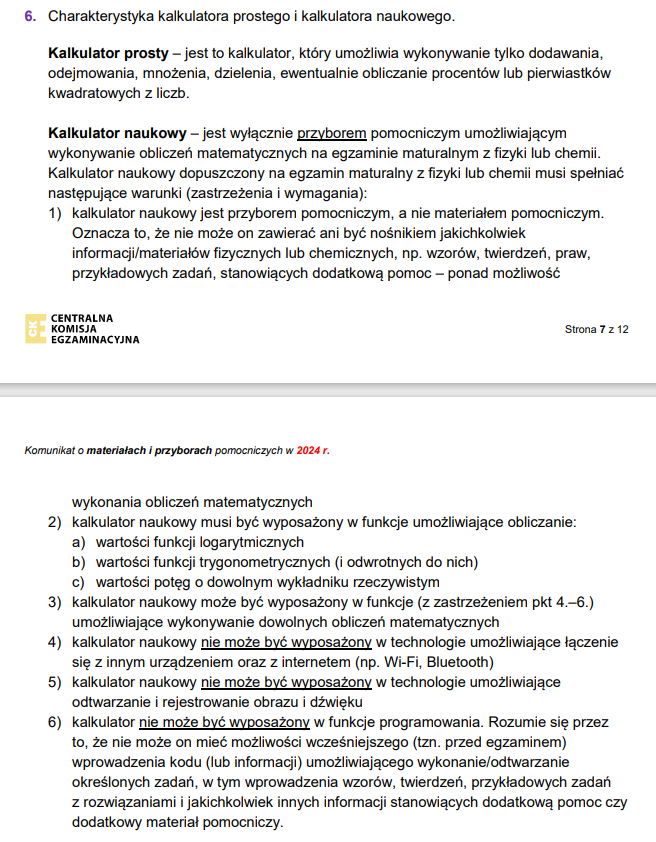 6. Charakterystyka kalkulatora prostego i kalkulatora naukowego.
Kalkulator prosty – jest to kalkulator, który umożliwia wykonywanie tylko dodawania,
odejmowania, mnożenia, dzielenia, ewentualnie obliczanie procentów lub pierwiastków
kwadratowych z liczb.
Kalkulator naukowy – jest wyłącznie przyborem pomocniczym umożliwiającym
wykonywanie obliczeń matematycznych na egzaminie maturalnym z fizyki lub chemii.
Kalkulator naukowy dopuszczony na egzamin maturalny z fizyki lub chemii musi spełniać
następujące warunki (zastrzeżenia i wymagania):
1) kalkulator naukowy jest przyborem pomocniczym, a nie materiałem pomocniczym.
Oznacza to, że nie może on zawierać ani być nośnikiem jakichkolwiek
informacji/materiałów fizycznych lub chemicznych, np. wzorów, twierdzeń, praw,
przykładowych zadań, stanowiących dodatkową pomoc – ponad możliwość
CKE
CENTRALNA
KOMISJA
EGZAMINACYJNA
Strona 7 z 12
Komunikat o materiałach i przyborach pomocniczych w 2024 r.
wykonania obliczeń matematycznych
2) kalkulator naukowy musi być wyposażony w funkcje umożliwiające obliczanie:
a) wartości funkcji logarytmicznych
b) wartości funkcji trygonometrycznych (i odwrotnych do nich)
c) wartości potęg o dowolnym wykładniku rzeczywistym
3) kalkulator naukowy może być wyposażony w funkcje (z zastrzeżeniem pkt 4.–6.)
umożliwiające wykonywanie dowolnych obliczeń matematycznych
4) kalkulator naukowy nie może być wyposażony w technologie umożliwiające łączenie
się z innym urządzeniem oraz z internetem (np. Wi-Fi, Bluetooth)
5) kalkulator naukowy nie może być wyposażony w technologie umożliwiające
odtwarzanie i rejestrowanie obrazu i dźwięku
6) kalkulator nie może być wyposażony w funkcje programowania. Rozumie się przez
to, że nie może on mieć możliwości wcześniejszego (tzn. przed egzaminem)
wprowadzenia kodu (lub informacji) umożliwiającego wykonanie/odtwarzanie
określonych zadań, w tym wprowadzenia wzorów, twierdzeń, przykładowych zadań
z rozwiązaniami i jakichkolwiek innych informacji stanowiących dodatkową pomoc czy
dodatkowy materiał pomocniczy.